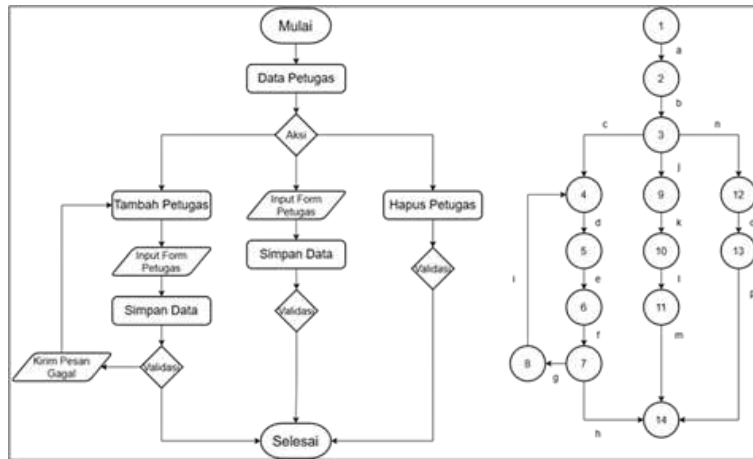 Mulai
Data Petugas
Aksi
Tambah Petugas
Input Form
Petugas
Hapus Petugas
Input Form
Petugas
Simpan Data
Validasi
Simpan Data
Validasi
Kirim Pesan
Gagal
Validasi
Selesai
1
a
2
b
c
3
n
j
4
9
12
d
k
o
5
10
13
i
e
l
p
6
11
f
m
8
g
7
h
14